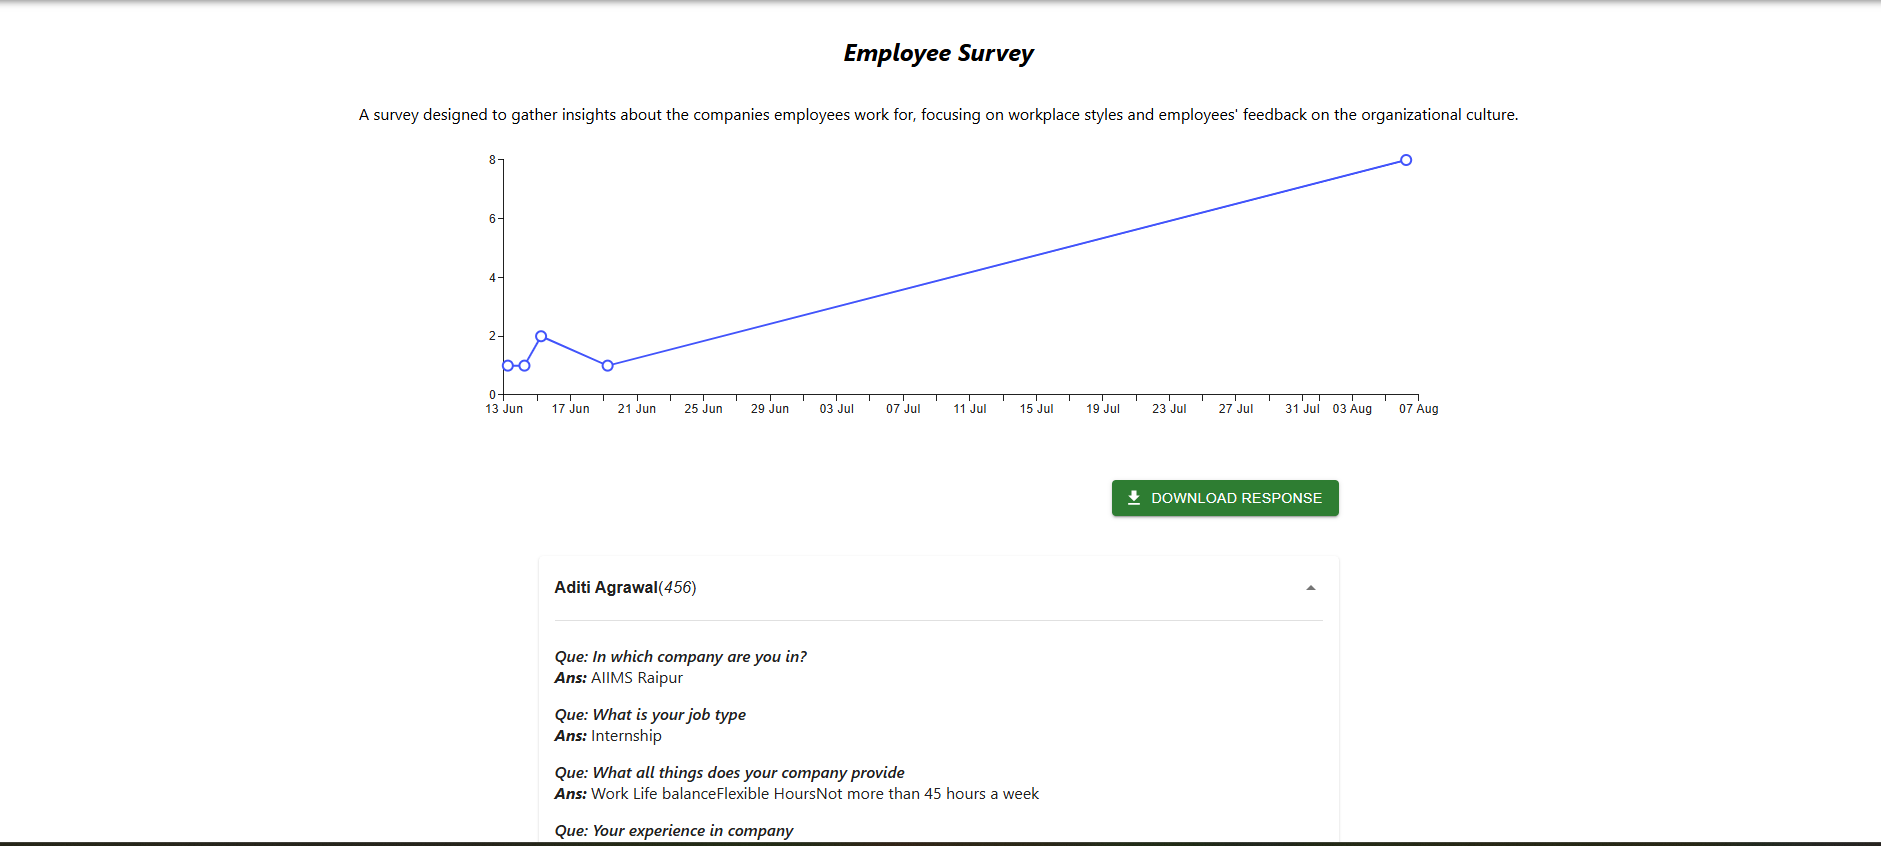 Employee Survey
A survey designed to gather insights about the companies employees work for, focusing on workplace styles and employees' feedback on the organizational culture.
8
6
4
2
0
13 Jun 17 Jun 21 Jun 25 Jun 29 Jun 03 Jul 07 Jul 11 Jul 15 Jul 19 Jul 23 Jul 27 Jul 31 Jul 03 Aug 07 Aug
DOWNLOAD RESPONSE
Aditi Agrawal(456)
Que: In which company are you in?
Ans: AIIMS Raipur
Que: What is your job type
Ans: Internship
Que: What all things does your company provide
Ans: Work Life balanceFlexible HoursNot more than 45 hours a week
Que: Your experience in company